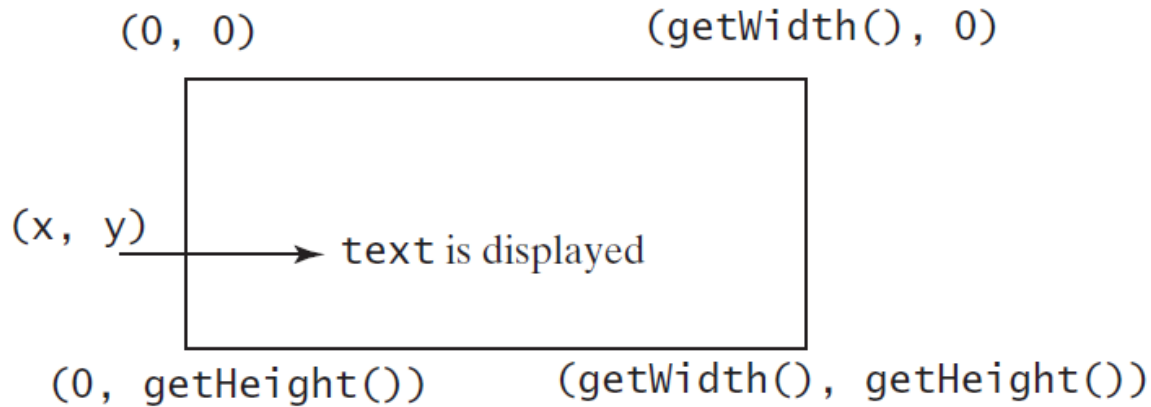 (0, 0)
(getWidth(), 0)
(x, y)
text is displayed
(0, getHeight())
(getWidth(), getHeight())